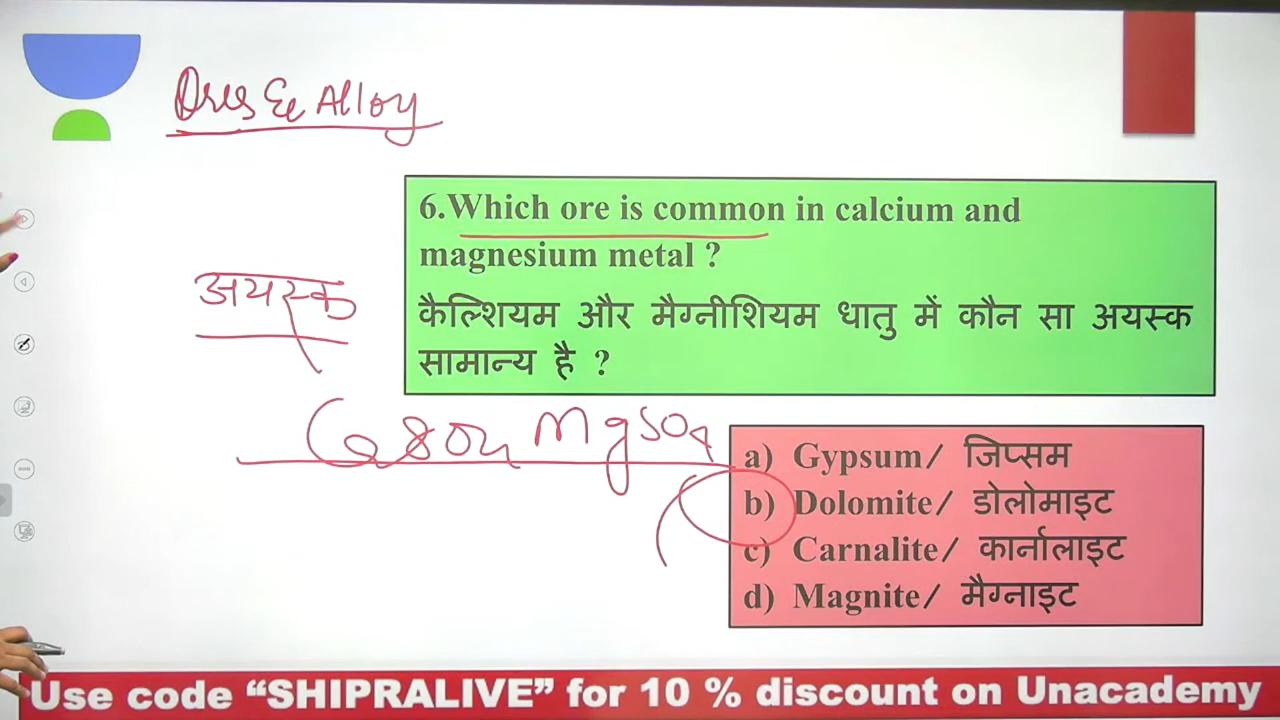 Ores & Alloy
6.Which ore is common in calcium and
magnesium metal ?
कैल्शियम और मैग्नीशियम धातु में कौन सा अयस्क
सामान्य है ?
अयस्क
MgSO4
a) Gypsum/ जिप्सम
b) Dolomite/ डोलोमाइट
c) Carnalite/ कार्नालाइट
d) Magnite/ मैग्नाइट
Use code “SHIPRALIVE” for 10 % discount on Unacademy